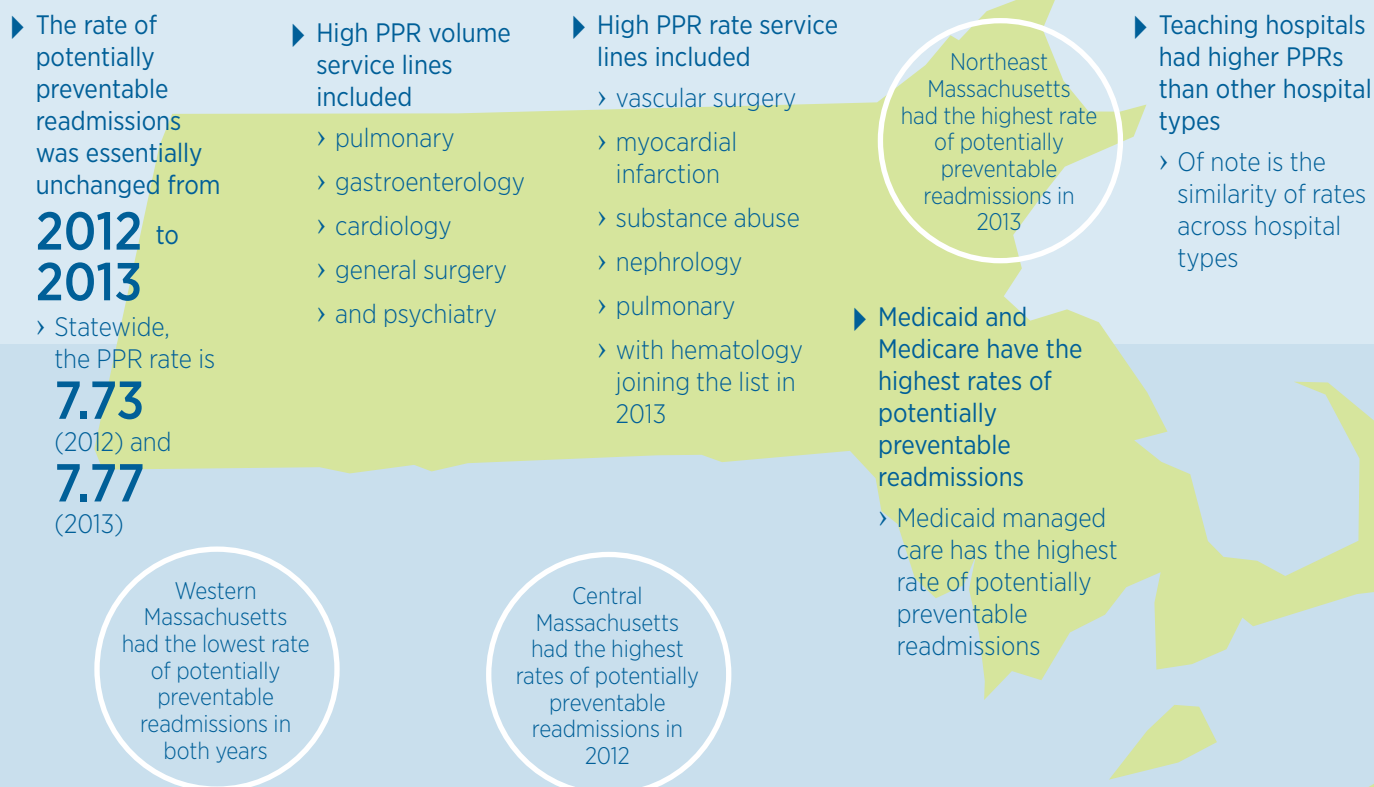 The rate of
potentially
preventable
readmissions
was essentially
unchanged from
2012 to
2013
› Statewide,
the PPR rate is
7.73
(2012) and
7.77
(2013)
High PPR volume
service lines
included
› pulmonary
› gastroenterology
› cardiology
› general surgery
› and psychiatry
High PPR rate service
lines included
› vascular surgery
› myocardial
infarction
› substance abuse
› nephrology
› pulmonary
› with hematology
joining the list in
2013
Northeast
Massachusetts
had the highest rate
of potentially
preventable
readmissions in
2013
Teaching hospitals
had higher PPRs
than other hospital
types
› Of note is the
similarity of rates
across hospital
types
Medicaid and
Medicare have the
highest rates of
potentially
preventable
readmissions
› Medicaid managed
care has the highest
rate of potentially
preventable
readmissions
Western
Massachusetts
had the lowest rate
of potentially
preventable
readmissions in
both years
Central
Massachusetts
had the highest
rates of potentially
preventable
readmissions in
2012